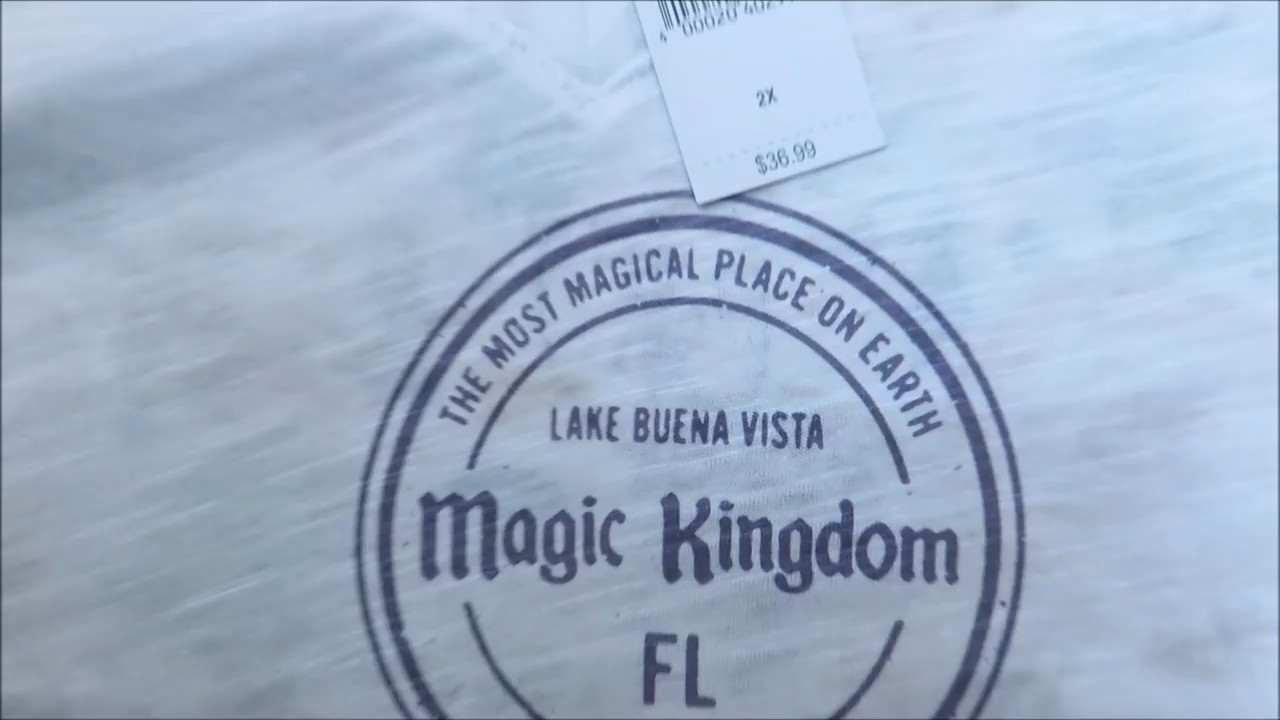 2X
$36.99
THE MOST MAGICAL PLACE ON EARTH
LAKE BUENA VISTA
Magic Kingdom
FL